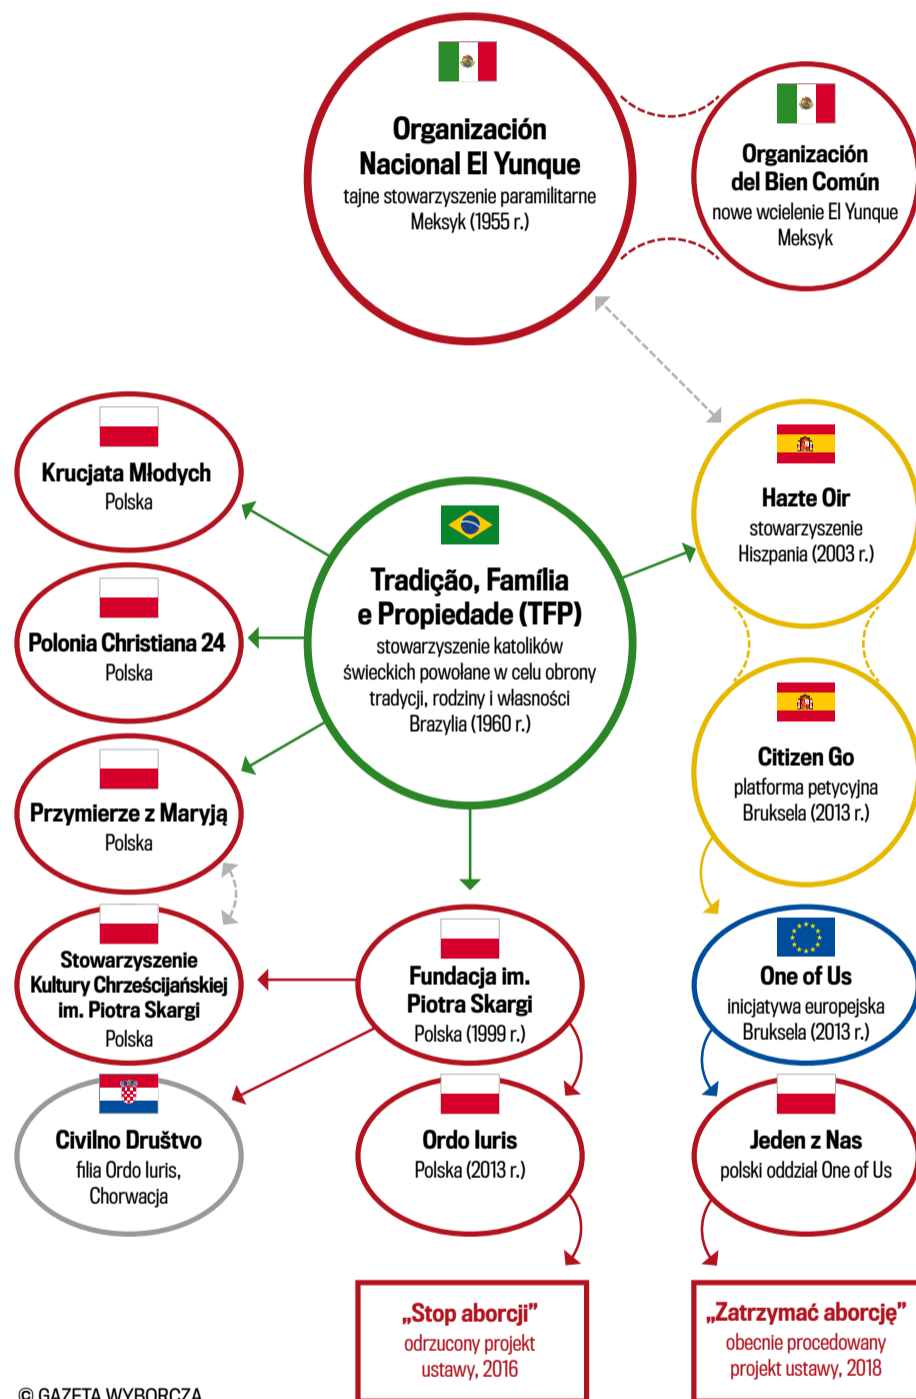 Organización
Nacional El Yunque
tajne stowarzyszenie paramilitarne
Meksyk (1955 r.)
Organización
del Bien Común
nowe wcielenie El Yunque
Meksyk
Krucjata Młodych
Polska
Hazte Oir
stowarzyszenie
Hiszpania (2003 r.)
Tradição, Família
e Propiedade (TFP)
stowarzyszenie katolików
świeckich powołane w celu obrony
tradycji, rodziny i własności
Brazylia (1960 r.)
Polonia Christiana 24
Polska
Przymierze z Maryją
Polska
Citizen Go
platforma petycyjna
Bruksela (2013 r.)
Stowarzyszenie
Kultury Chrześcijańskiej
im. Piotra Skargi
Polska
Fundacja im.
Piotra Skargi
Polska (1999 r.)
One of Us
inicjatywa europejska
Bruksela (2013 r.)
Civilno Društvo
filia Ordo Iuris,
Chorwacja
Ordo Iuris
Polska (2013 r.)
Jeden z Nas
polski oddział One of Us
„Stop aborcji”
odrzucony projekt
ustawy, 2016
„Zatrzymać aborcję”
obecnie procedowany
projekt ustawy, 2018
© GAZETA WYBORCZA